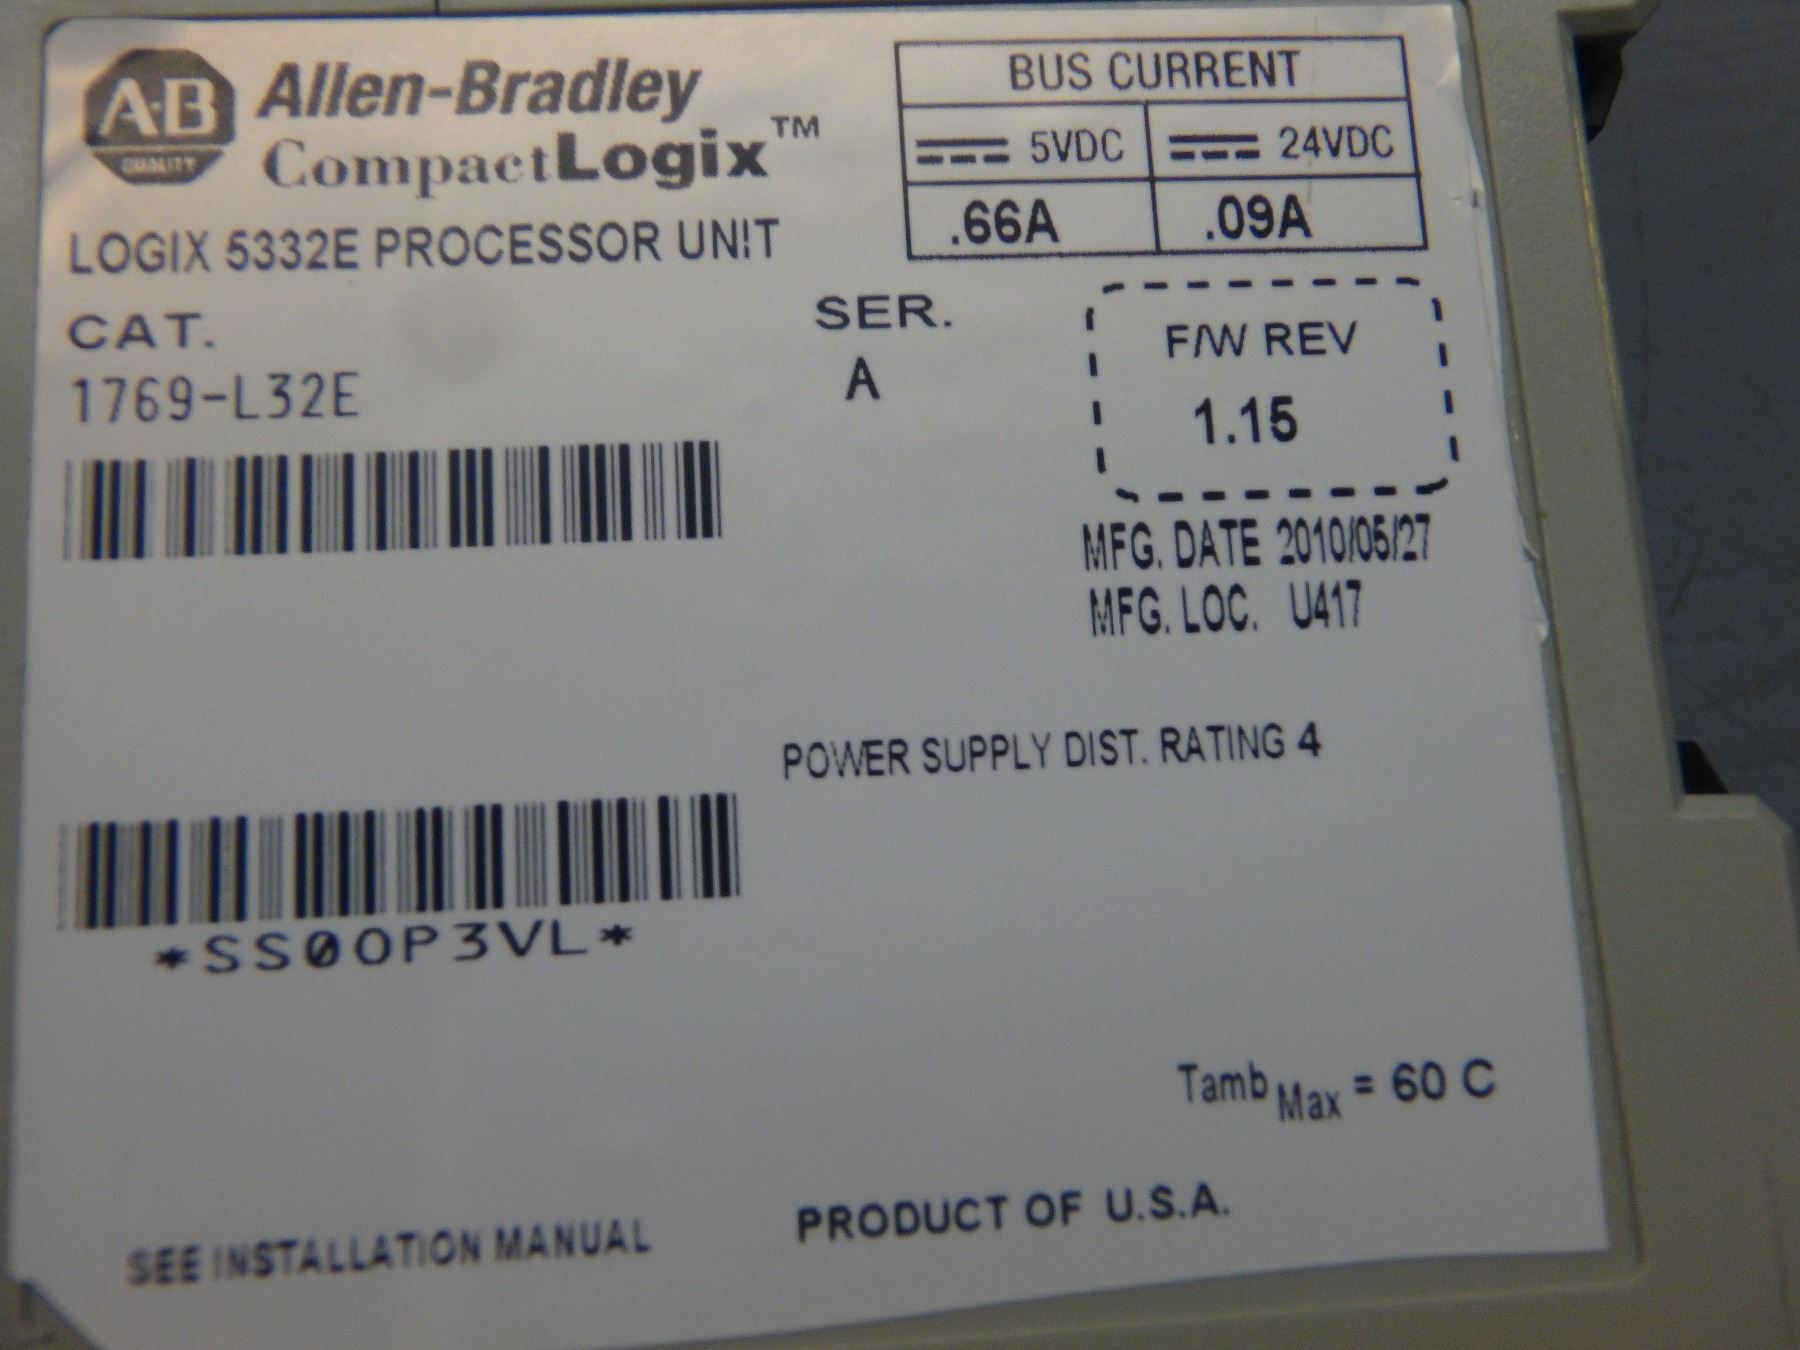 A·B
QUALITY
Allen-Bradley
CompactLogix™
LOGIX 5332E PROCESSOR UNIT
CAT.
1769-L32E
SER.
A
BUS CURRENT
5VDC 24VDC
.66A .09A
F/W REV
1.15
MFG. DATE 2010/05/27
MFG. LOC. U417
POWER SUPPLY DIST. RATING 4
*SS00P3VL*
Tamb Max = 60 C
SEE INSTALLATION MANUAL
PRODUCT OF U.S.A.